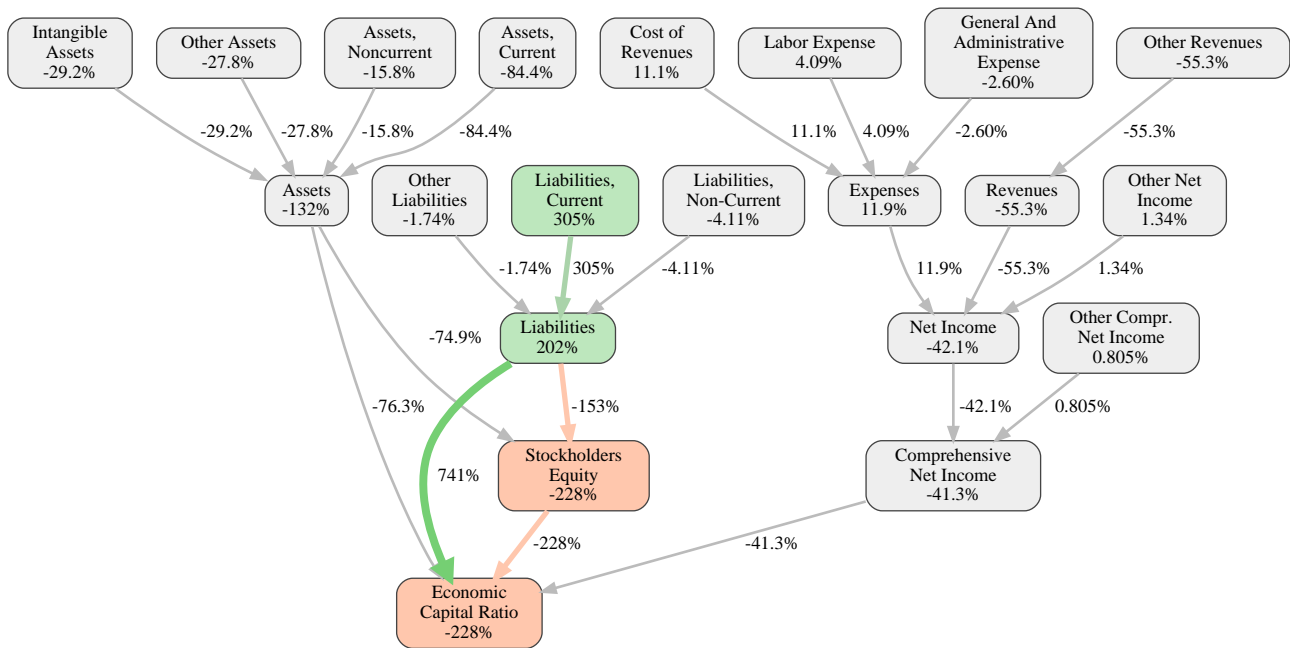 Intangible
Assets
-29.2%
Other Assets
-27.8%
Assets,
Noncurrent
-15.8%
Assets,
Current
-84.4%
Cost of
Revenues
11.1%
Labor Expense
4.09%
General And
Administrative
Expense
-2.60%
Other Revenues
-55.3%
-29.2%
-27.8%
-15.8%
-84.4%
11.1%
4.09%
-2.60%
-55.3%
Assets
-132%
Other
Liabilities
-1.74%
Liabilities,
Current
305%
Liabilities,
Non-Current
-4.11%
Expenses
11.9%
Revenues
-55.3%
Other Net
Income
1.34%
-1.74%
305%
-4.11%
11.9%
-55.3%
1.34%
-74.9%
Liabilities
202%
Net Income
-42.1%
Other Compr.
Net Income
0.805%
-76.3%
-153%
-42.1%
0.805%
741%
Stockholders
Equity
-228%
Comprehensive
Net Income
-41.3%
-228%
-41.3%
Economic
Capital Ratio
-228%